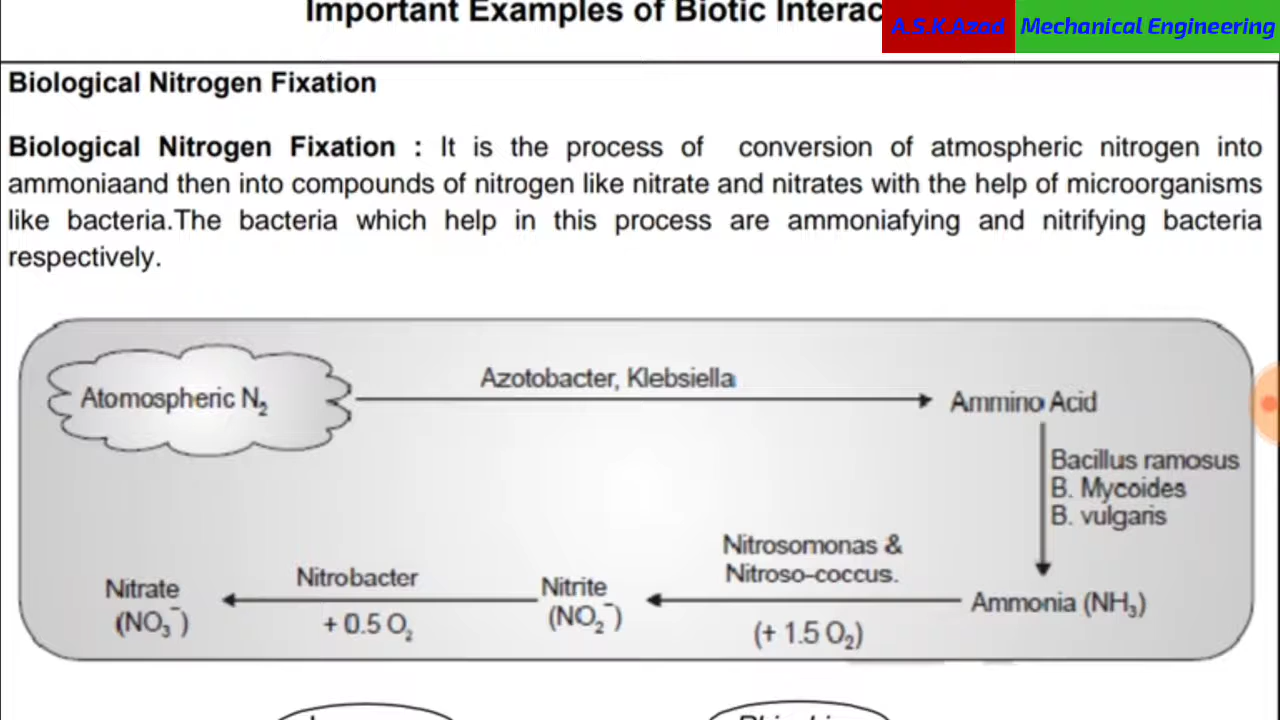 Important Examples of Biotic
A.S.K.Azad Mechanical Engineering
Biological Nitrogen Fixation
Biological Nitrogen Fixation : It is the process of conversion of atmospheric nitrogen into
ammoniaand then into compounds of nitrogen like nitrate and nitrates with the help of microorganisms
like bacteria.The bacteria which help in this process are ammoniafying and nitrifying bacteria
respectively.
Atomospheric N₂
Azotobacter, Klebsiella
Ammino Acid
Bacillus ramosus
B. Mycoides
B. vulgaris
Nitrosomonas &
Nitroso-coccus.
(+ 1.5 O₂)
Ammonia (NH₃)
Nitrite
(NO₂⁻)
Nitrobacter
+ 0.5 O₂
Nitrate
(NO₃⁻)